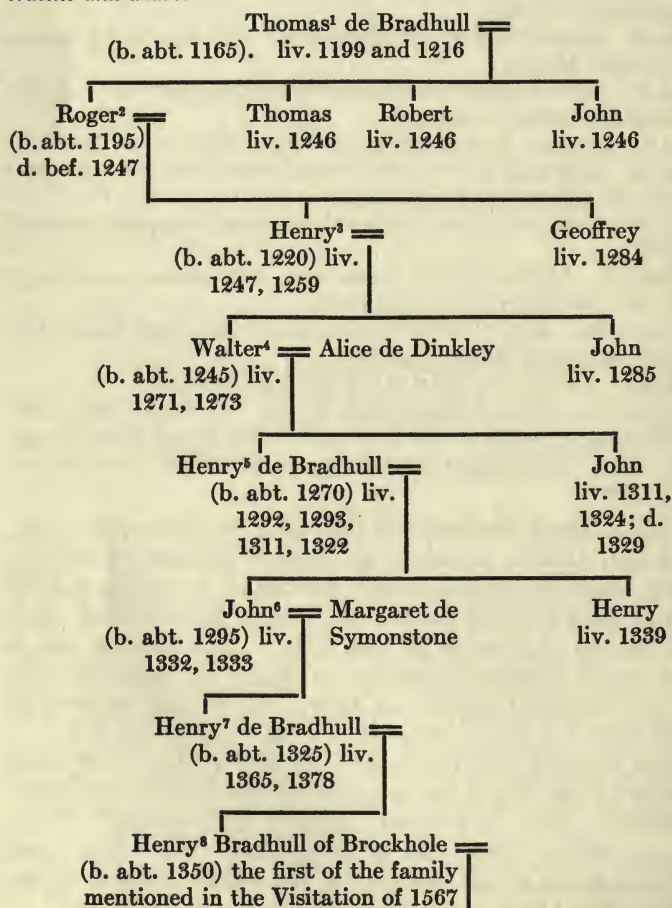 Thomas¹ de Bradhull
(b. abt. 1165). liv. 1199 and 1216
Roger² Thomas Robert John
(b. abt. 1195) liv. 1246 liv. 1246 liv. 1246
d. bef. 1247
Henry³ Geoffrey
(b. abt. 1220) liv. liv. 1284
1247, 1259
Walter⁴ Alice de Dinkley John
(b. abt. 1245) liv. liv. 1285
1271, 1273
Henry⁵ de Bradhull John
(b. abt. 1270) liv. liv. 1311,
1292, 1293, 1324; d.
1311, 1322 1329
John⁶ Margaret de Henry
(b. abt. 1295) liv. Symonstone liv. 1339
1332, 1333
Henry⁷ de Bradhull
(b. abt. 1325) liv.
1365, 1378
Henry⁸ Bradhull of Brockhole
(b. abt. 1350) the first of the family
mentioned in the Visitation of 1567